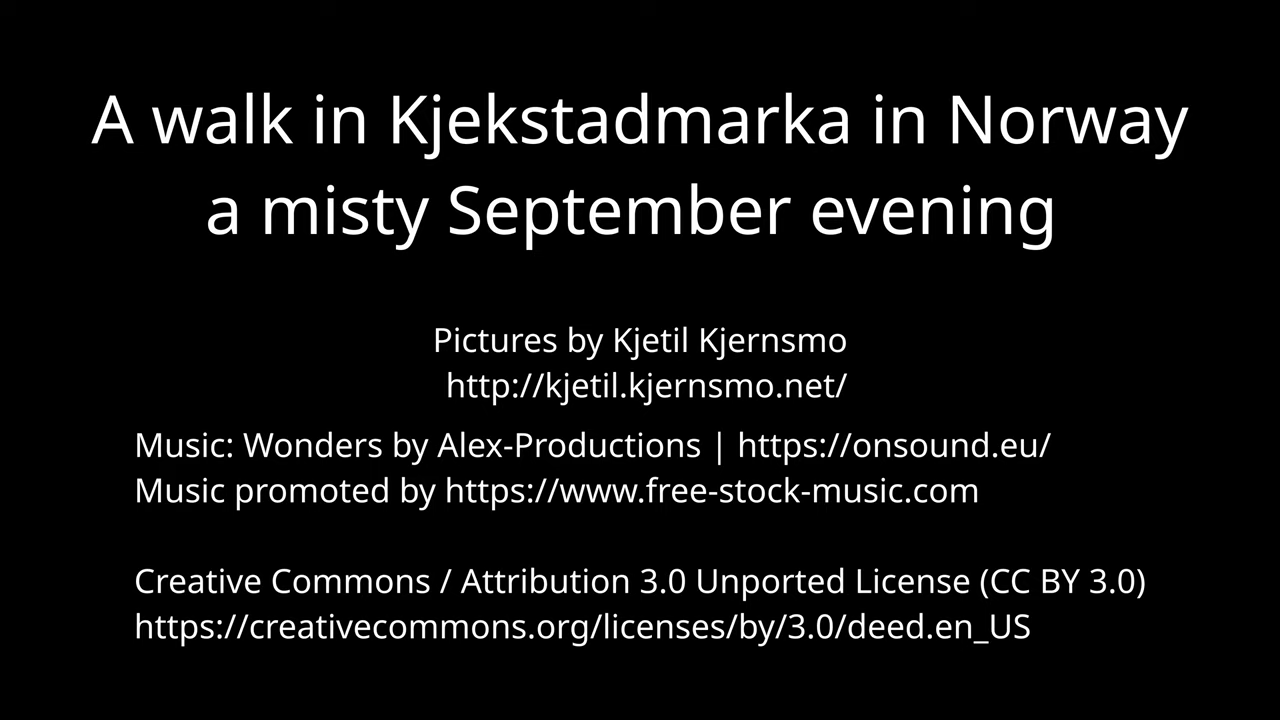 A walk in Kjekstadmarka in Norway
a misty September evening
Pictures by Kjetil Kjernsmo
http://kjetil.kjernsmo.net/
Music: Wonders by Alex-Productions | https://onsound.eu/
Music promoted by https://www.free-stock-music.com
Creative Commons / Attribution 3.0 Unported License (CC BY 3.0)
https://creativecommons.org/licenses/by/3.0/deed.en_US